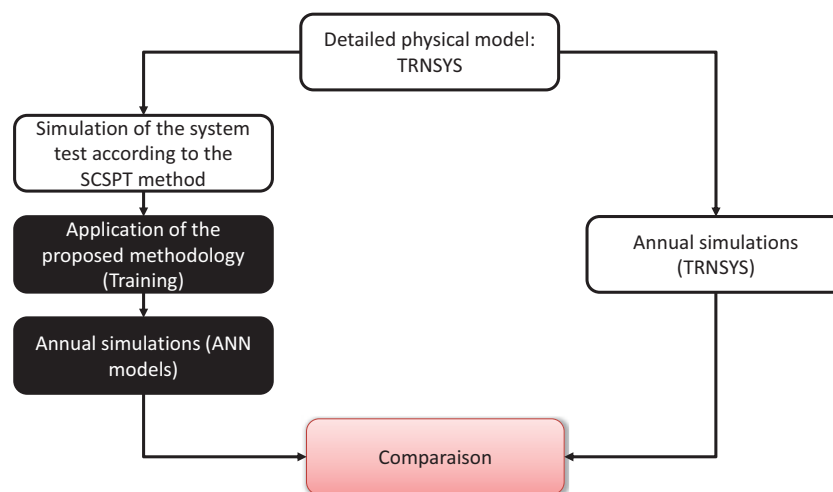 Detailed physical model:
TRNSYS
Simulation of the system
test according to the
SCSPT method
Application of the
proposed methodology
(Training)
Annual simulations
(TRNSYS)
Annual simulations (ANN
models)
Comparaison